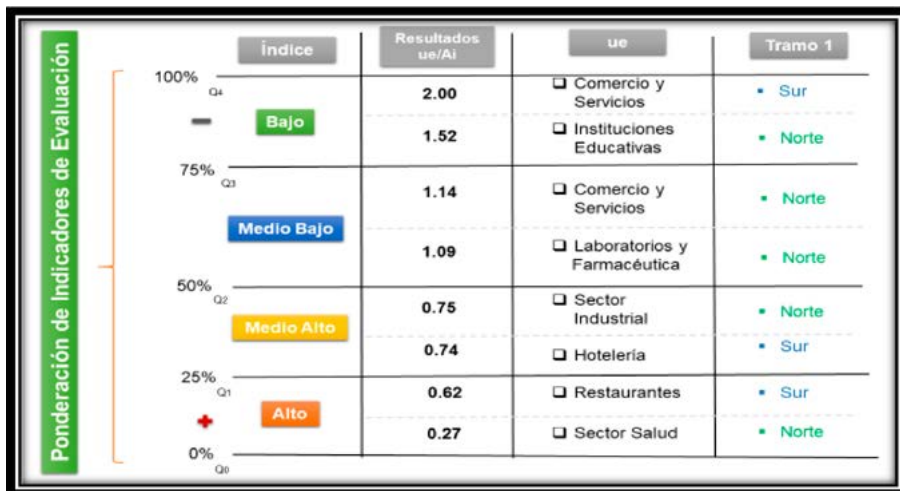 Ponderación de Indicadores de Evaluación
Índice
Resultados
ue/Ai
ue
Tramo 1
100%
Q4
Bajo
2.00
Comercio y
Servicios
Sur
1.52
Instituciones
Educativas
Norte
75%
Q3
Medio Bajo
1.14
Comercio y
Servicios
Norte
1.09
Laboratorios y
Farmacéutica
Norte
50%
Q2
Medio Alto
0.75
Sector
Industrial
Norte
0.74
Hotelería
Sur
25%
Q1
Alto
0.62
Restaurantes
Sur
0.27
Sector Salud
Norte
0%
Q0